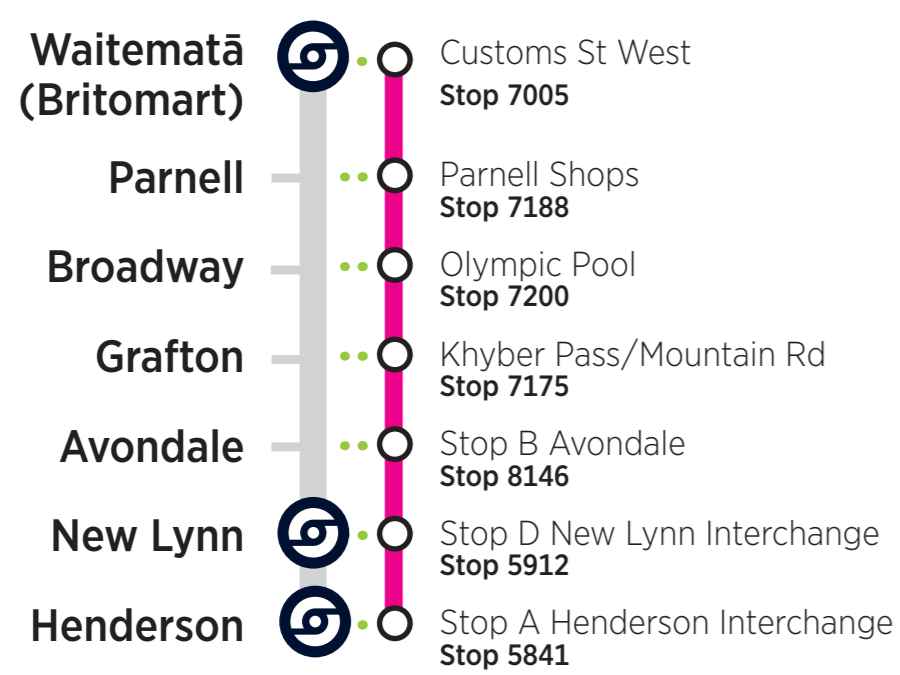 Waitematā
(Britomart)
Customs St West
Stop 7005
Parnell
Parnell Shops
Stop 7188
Broadway
Olympic Pool
Stop 7200
Grafton
Khyber Pass/Mountain Rd
Stop 7175
Avondale
Stop B Avondale
Stop 8146
New Lynn
Stop D New Lynn Interchange
Stop 5912
Henderson
Stop A Henderson Interchange
Stop 5841